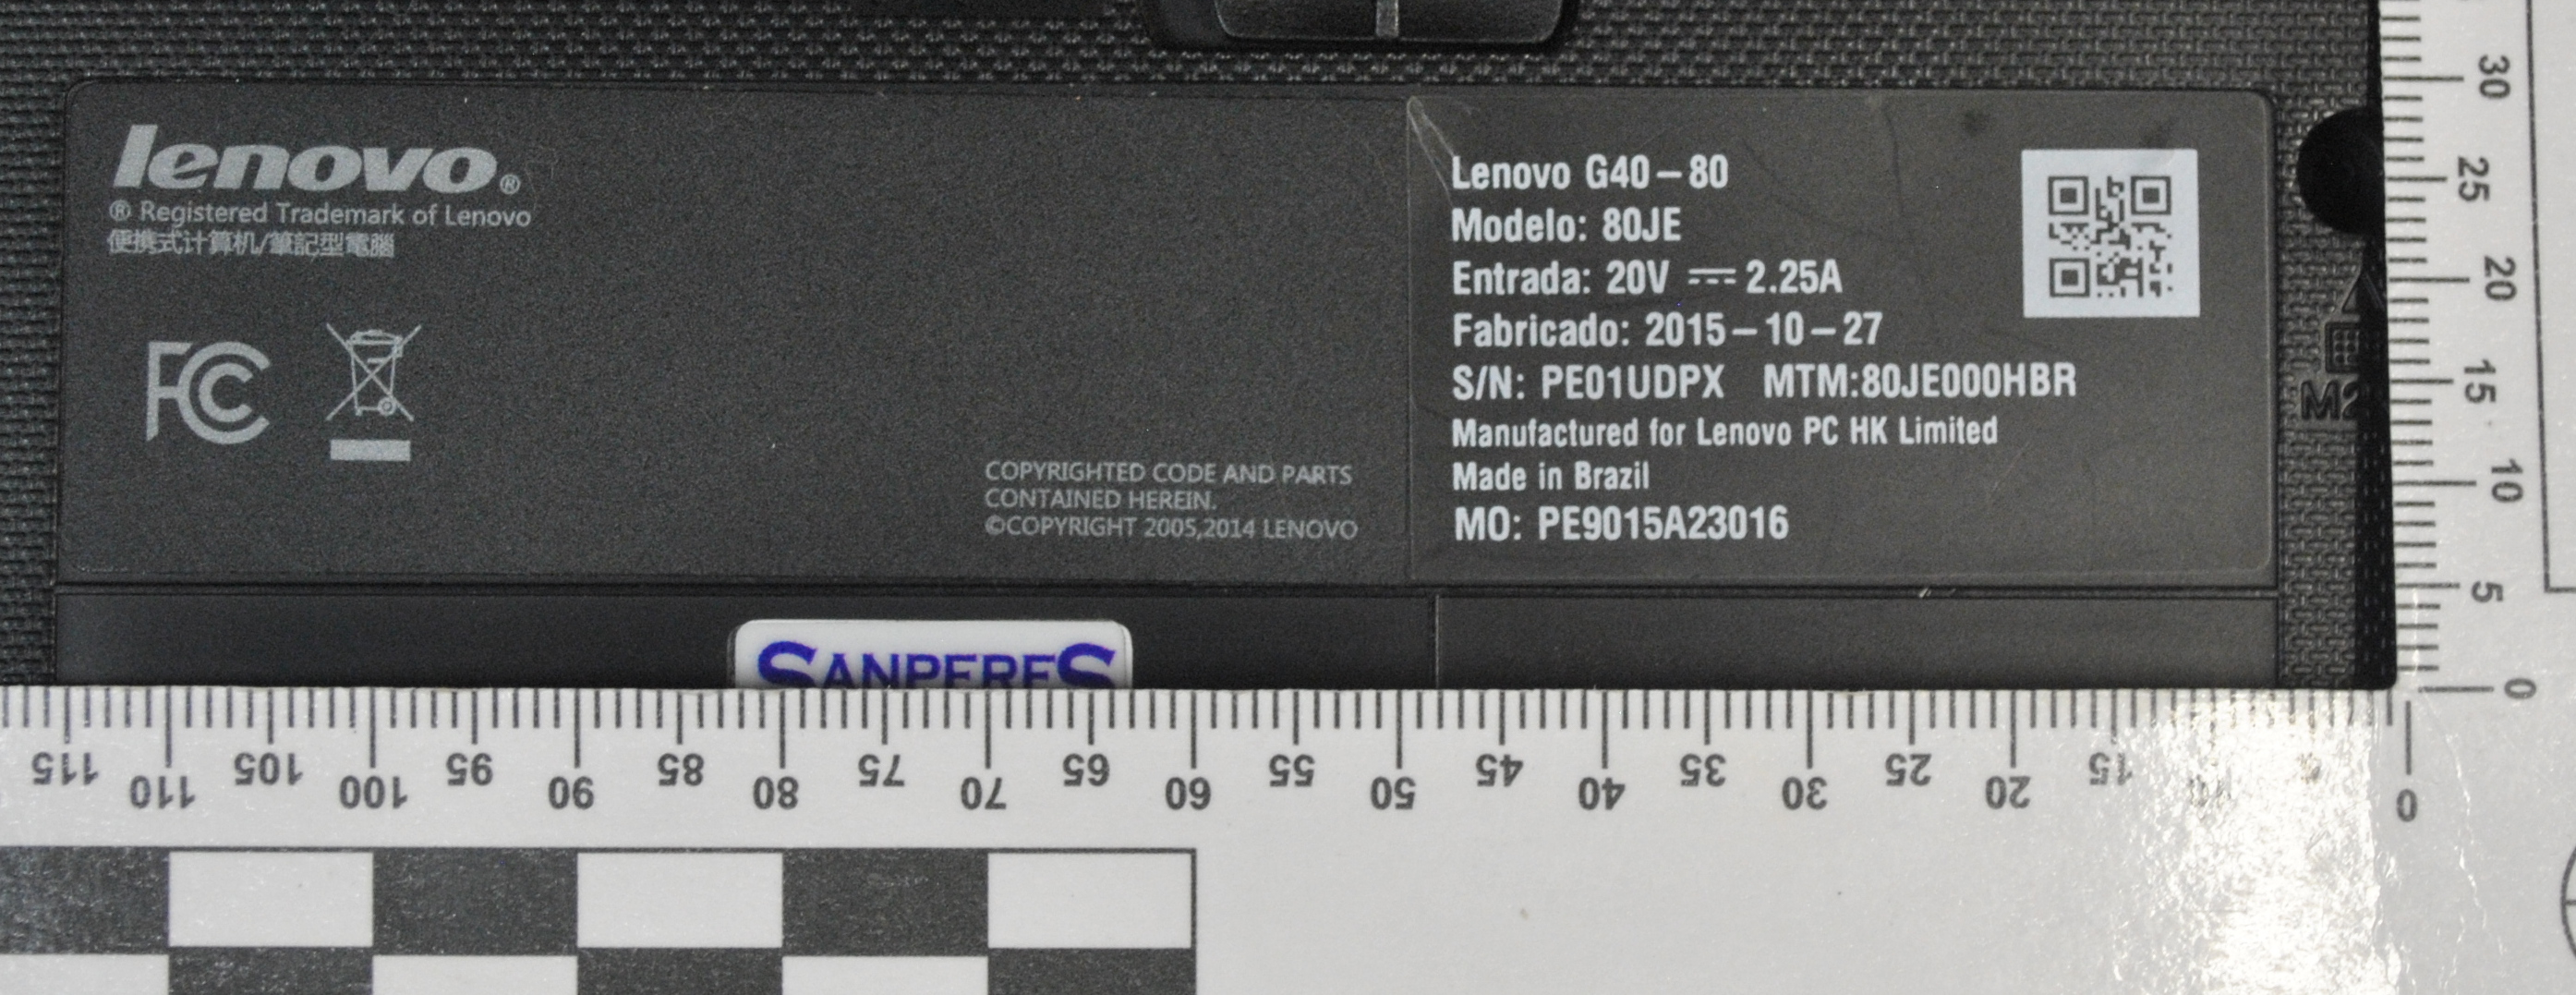 lenovo®
® Registered Trademark of Lenovo
便携式计算机/筆記型電腦
FC
COPYRIGHTED CODE AND PARTS
CONTAINED HEREIN.
©COPYRIGHT 2005,2014 LENOVO
Lenovo G40-80
Modelo: 80JE
Entrada: 20V ⎓ 2.25A
Fabricado: 2015-10-27
S/N: PE01UDPX MTM:80JE000HBR
Manufactured for Lenovo PC HK Limited
Made in Brazil
MO: PE9015A23016
SANPERES
30
25
20
15
10
5
0
115 110 105 100 95 90 85 80 75 70 65 60 55 50 45 40 35 30 25 20 15 0